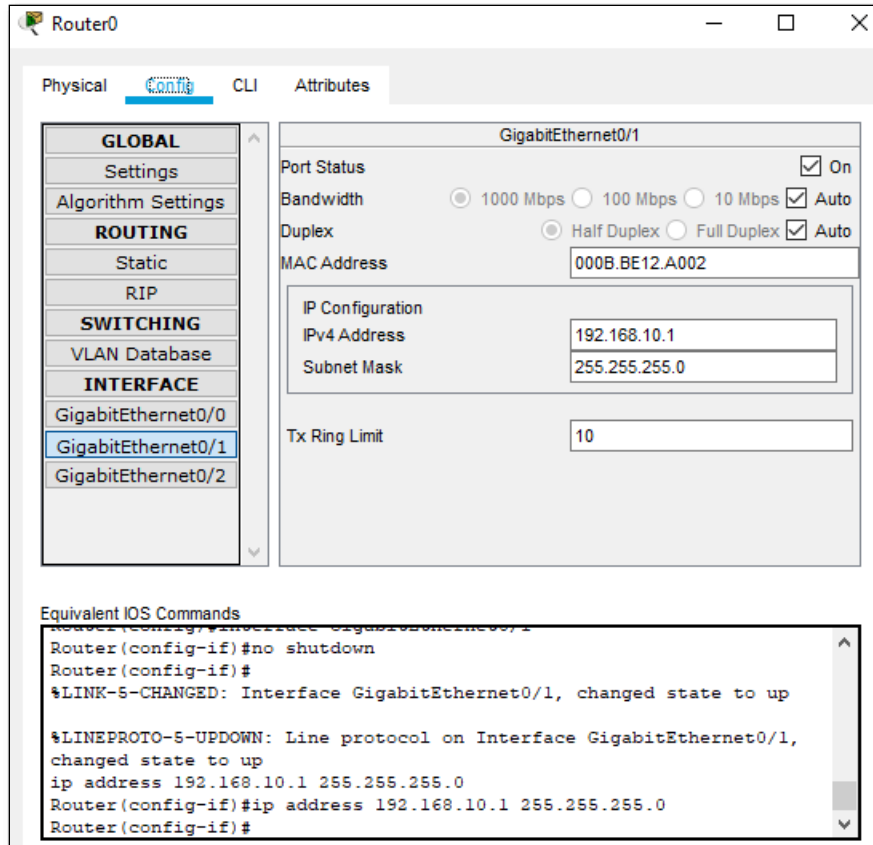 Router0
Physical Config CLI Attributes
GLOBAL
Settings
Algorithm Settings
ROUTING
Static
RIP
SWITCHING
VLAN Database
INTERFACE
GigabitEthernet0/0
GigabitEthernet0/1
GigabitEthernet0/2
GigabitEthernet0/1
Port Status On
Bandwidth 1000 Mbps 100 Mbps 10 Mbps Auto
Duplex Half Duplex Full Duplex Auto
MAC Address 000B.BE12.A002
IP Configuration
IPv4 Address 192.168.10.1
Subnet Mask 255.255.255.0
Tx Ring Limit 10
Equivalent IOS Commands
Router(config-if)#no shutdown
Router(config-if)#
%LINK-5-CHANGED: Interface GigabitEthernet0/1, changed state to up
%LINEPROTO-5-UPDOWN: Line protocol on Interface GigabitEthernet0/1,
changed state to up
ip address 192.168.10.1 255.255.255.0
Router(config-if)#ip address 192.168.10.1 255.255.255.0
Router(config-if)#